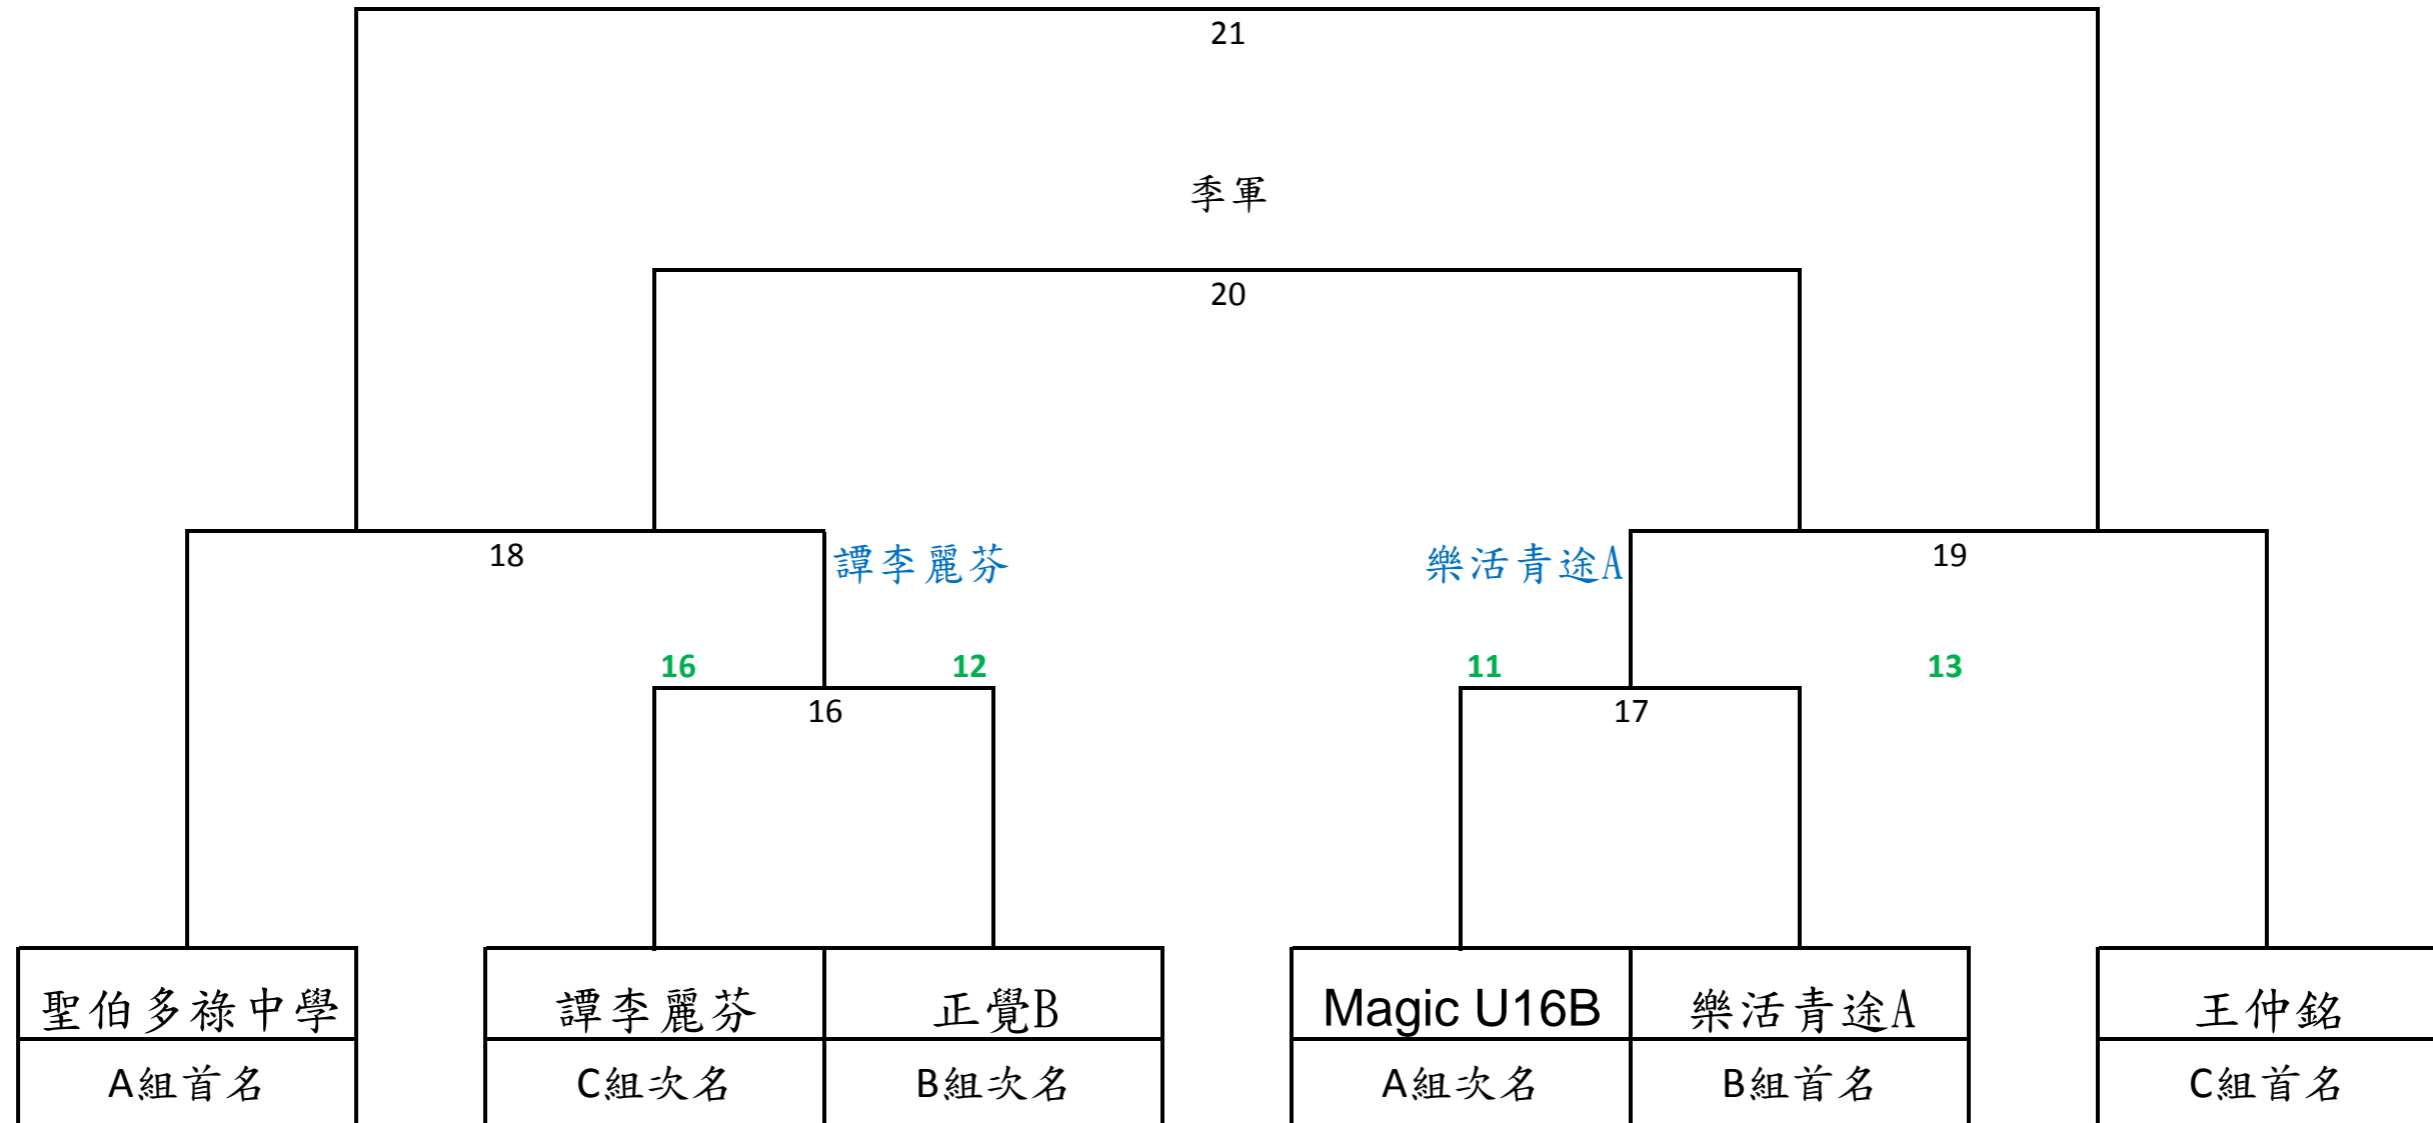 21
季軍
20
18
譚李麗芬
樂活青途A
19
16
12
11
13
16
17
聖伯多祿中學
譚李麗芬
正覺B
Magic U16B
樂活青途A
王仲銘
A組首名
C組次名
B組次名
A組次名
B組首名
C組首名